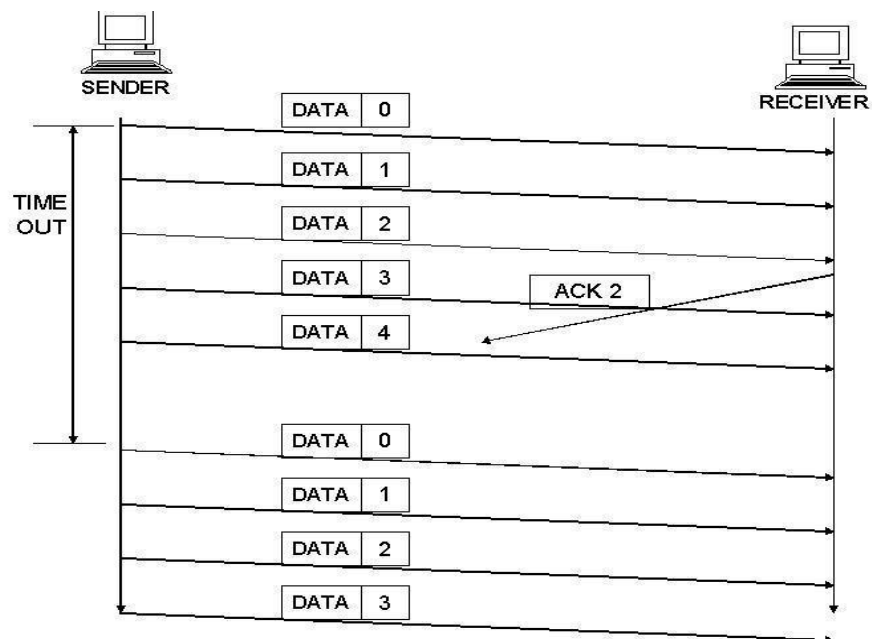 SENDER
RECEIVER
DATA 0
DATA 1
TIME
OUT
DATA 2
DATA 3
ACK 2
DATA 4
DATA 0
DATA 1
DATA 2
DATA 3